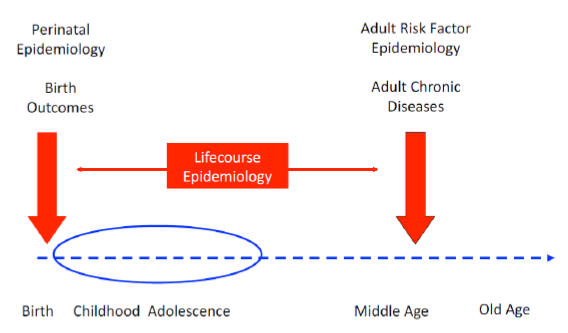 Perinatal
Epidemiology
Birth
Outcomes
Adult Risk Factor
Epidemiology
Adult Chronic
Diseases
Lifecourse
Epidemiology
Birth Childhood Adolescence Middle Age Old Age